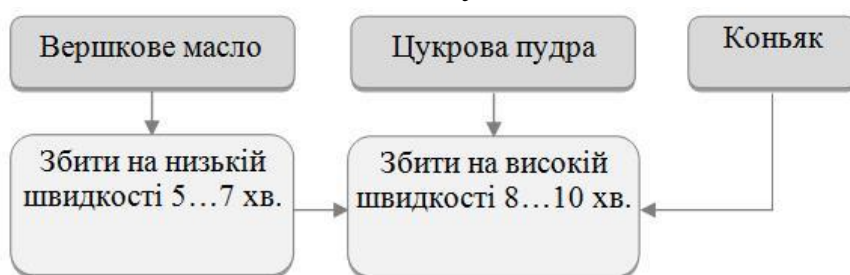 Вершкове масло
Цукрова пудра
Коньяк
Збити на низькій
швидкості 5…7 хв.
Збити на високій
швидкості 8…10 хв.